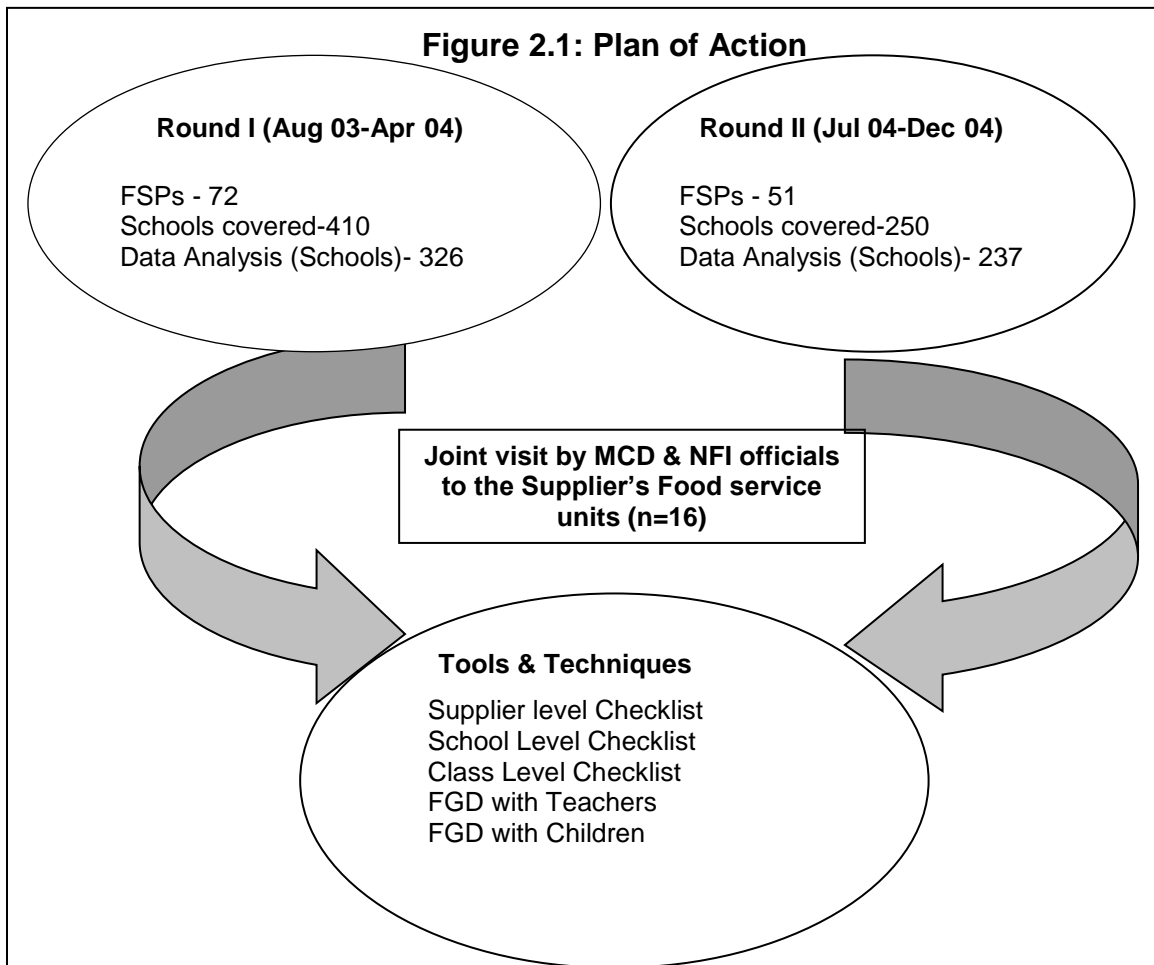 Figure 2.1: Plan of Action
Round I (Aug 03-Apr 04)
FSPs - 72
Schools covered-410
Data Analysis (Schools)- 326
Round II (Jul 04-Dec 04)
FSPs - 51
Schools covered-250
Data Analysis (Schools)- 237
Joint visit by MCD & NFI officials
to the Supplier's Food service
units (n=16)
Tools & Techniques
Supplier level Checklist
School Level Checklist
Class Level Checklist
FGD with Teachers
FGD with Children